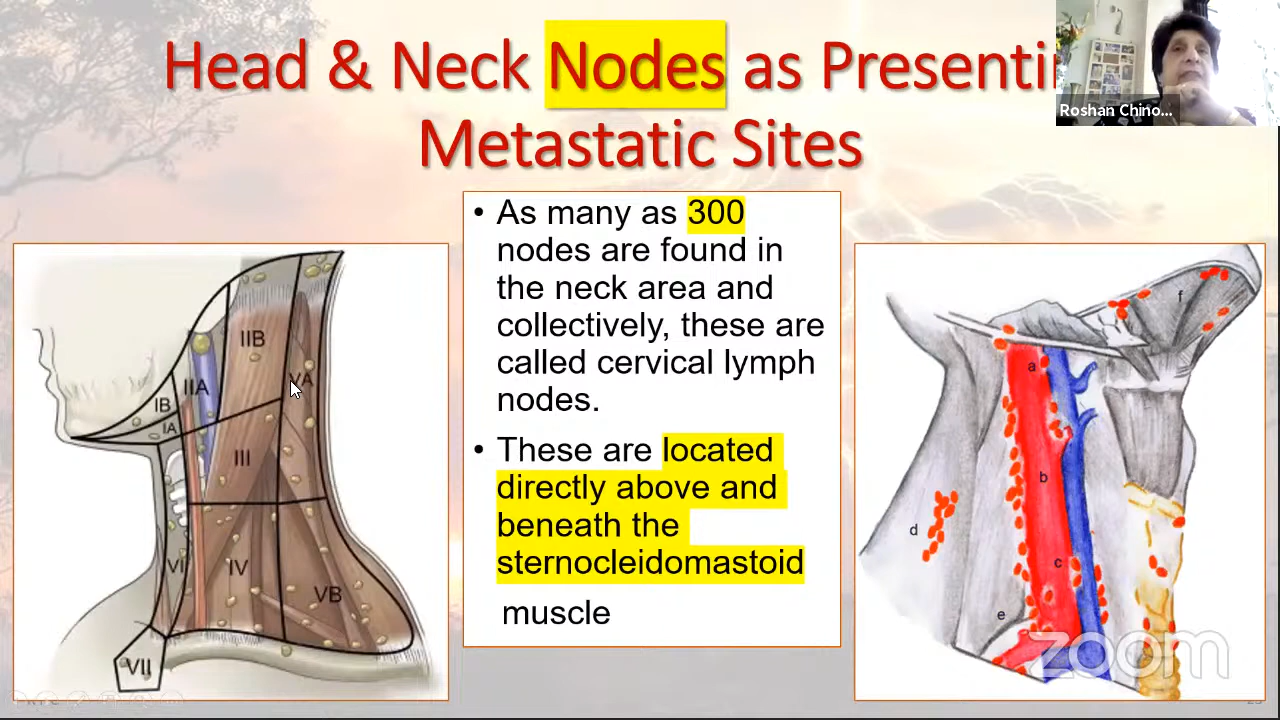 Head & Neck Nodes as Presenti
Metastatic Sites
Roshan Chino...
• As many as 300
nodes are found in
the neck area and
collectively, these are
called cervical lymph
nodes.
• These are located
directly above and
beneath the
sternocleidomastoid
muscle
IIB
VA
IIA
IB
IA
III
VI
IV
VB
VII
f
a
b
d
c
e
zoom